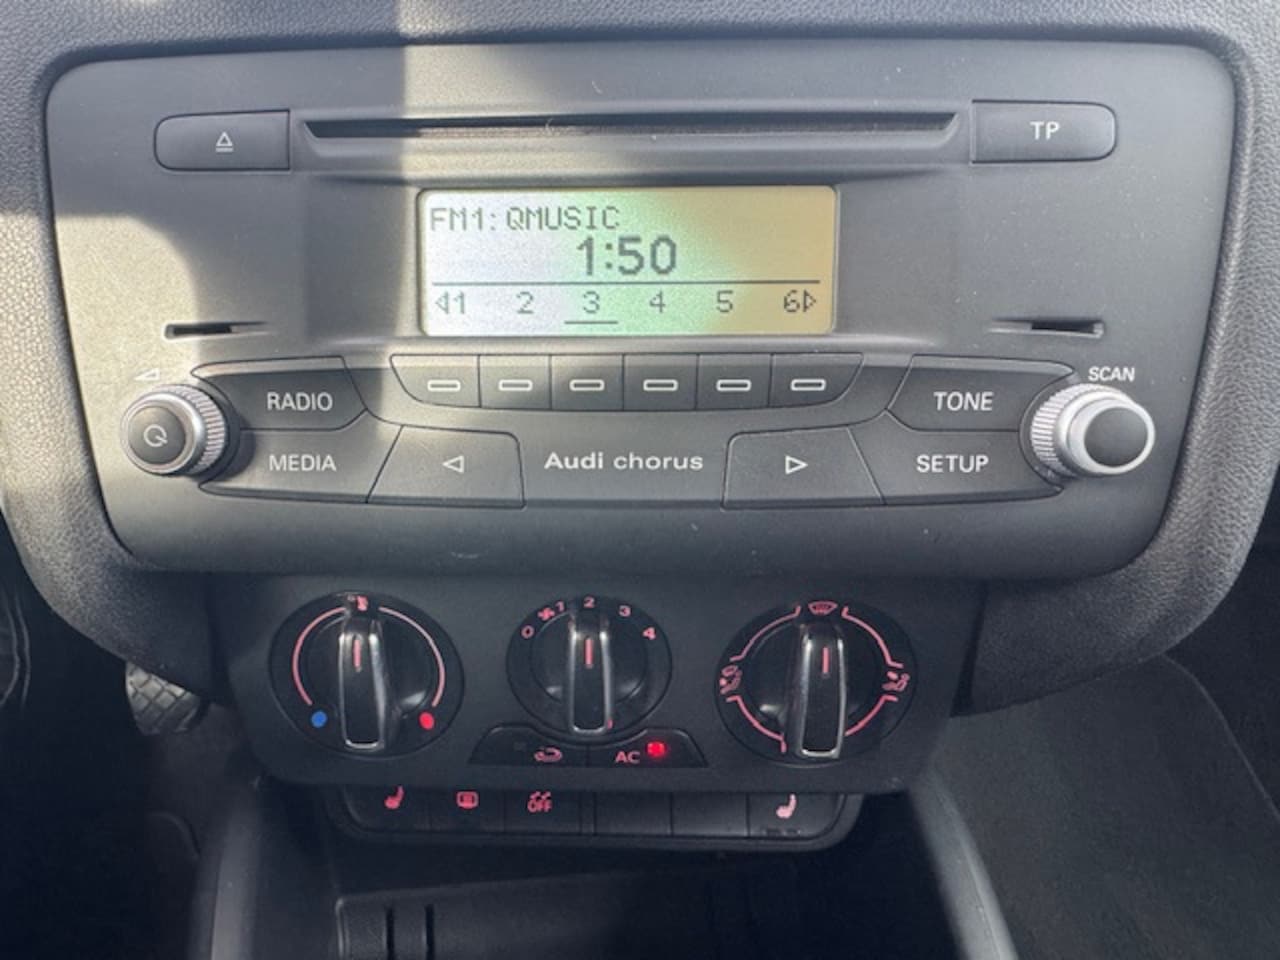 TP
FM1: QMUSIC
1:50
1 2 3 4 5 6
SCAN
RADIO
TONE
MEDIA
Audi chorus
SETUP
0 1 2 3 4
AC
OFF